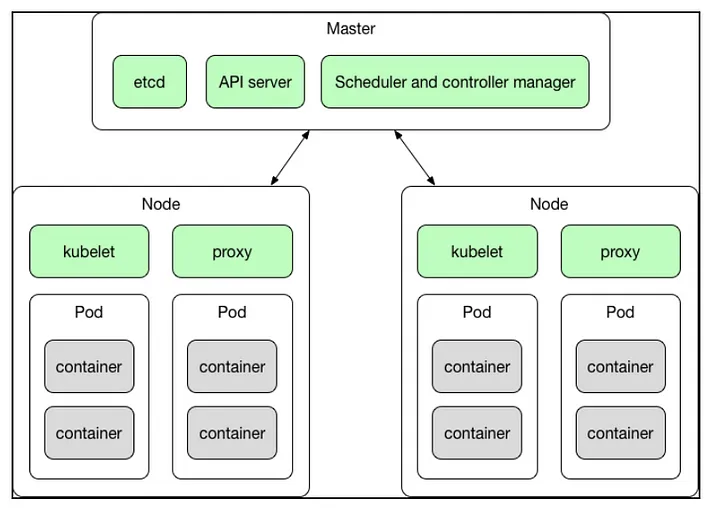 Master
etcd
API server
Scheduler and controller manager
Node
kubelet
proxy
Pod
container
container
Pod
container
container
Node
kubelet
proxy
Pod
container
container
Pod
container
container